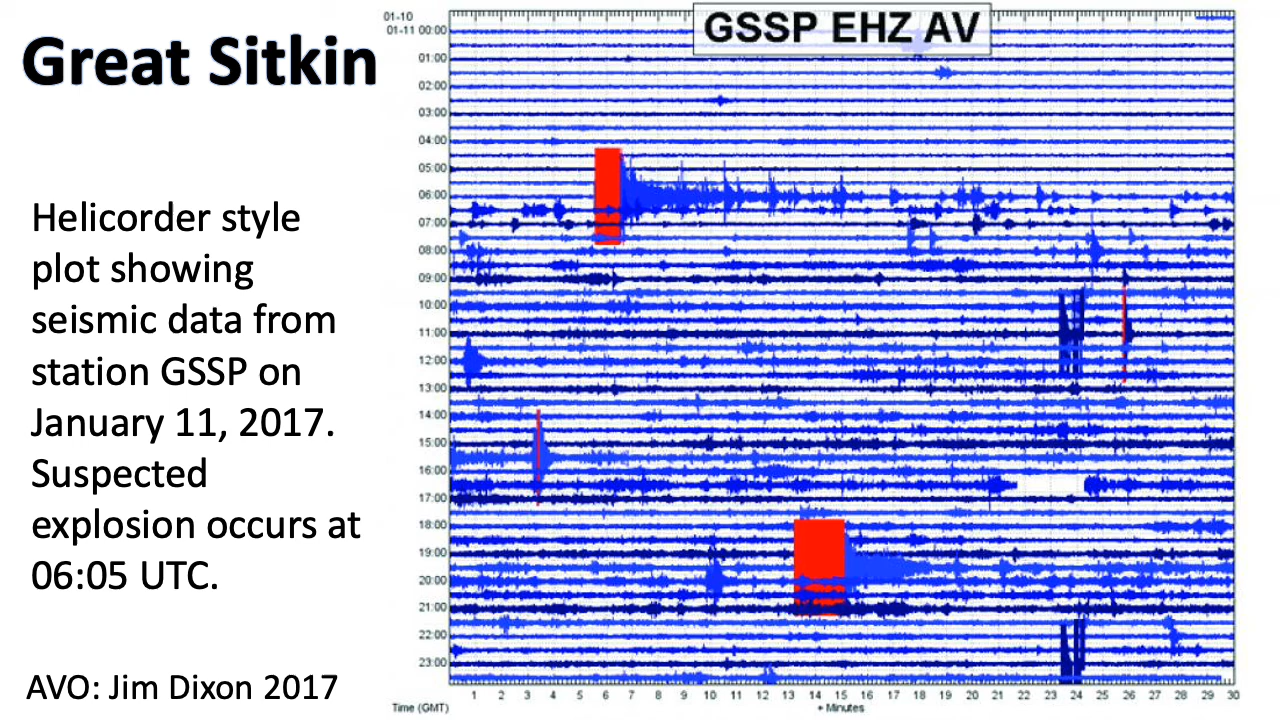 Great Sitkin
Helicorder style
plot showing
seismic data from
station GSSP on
January 11, 2017.
Suspected
explosion occurs at
06:05 UTC.
AVO: Jim Dixon 2017
GSSP EHZ AV
01-10
01-11 00:00
01:00
02:00
03:00
04:00
05:00
06:00
07:00
08:00
09:00
10:00
11:00
12:00
13:00
14:00
15:00
16:00
17:00
18:00
19:00
20:00
21:00
22:00
23:00
1 2 3 4 5 6 7 8 9 10 11 12 13 14 15 16 17 18 19 20 21 22 23 24 25 26 27 28 29 30
Time (GMT)
+ Minutes